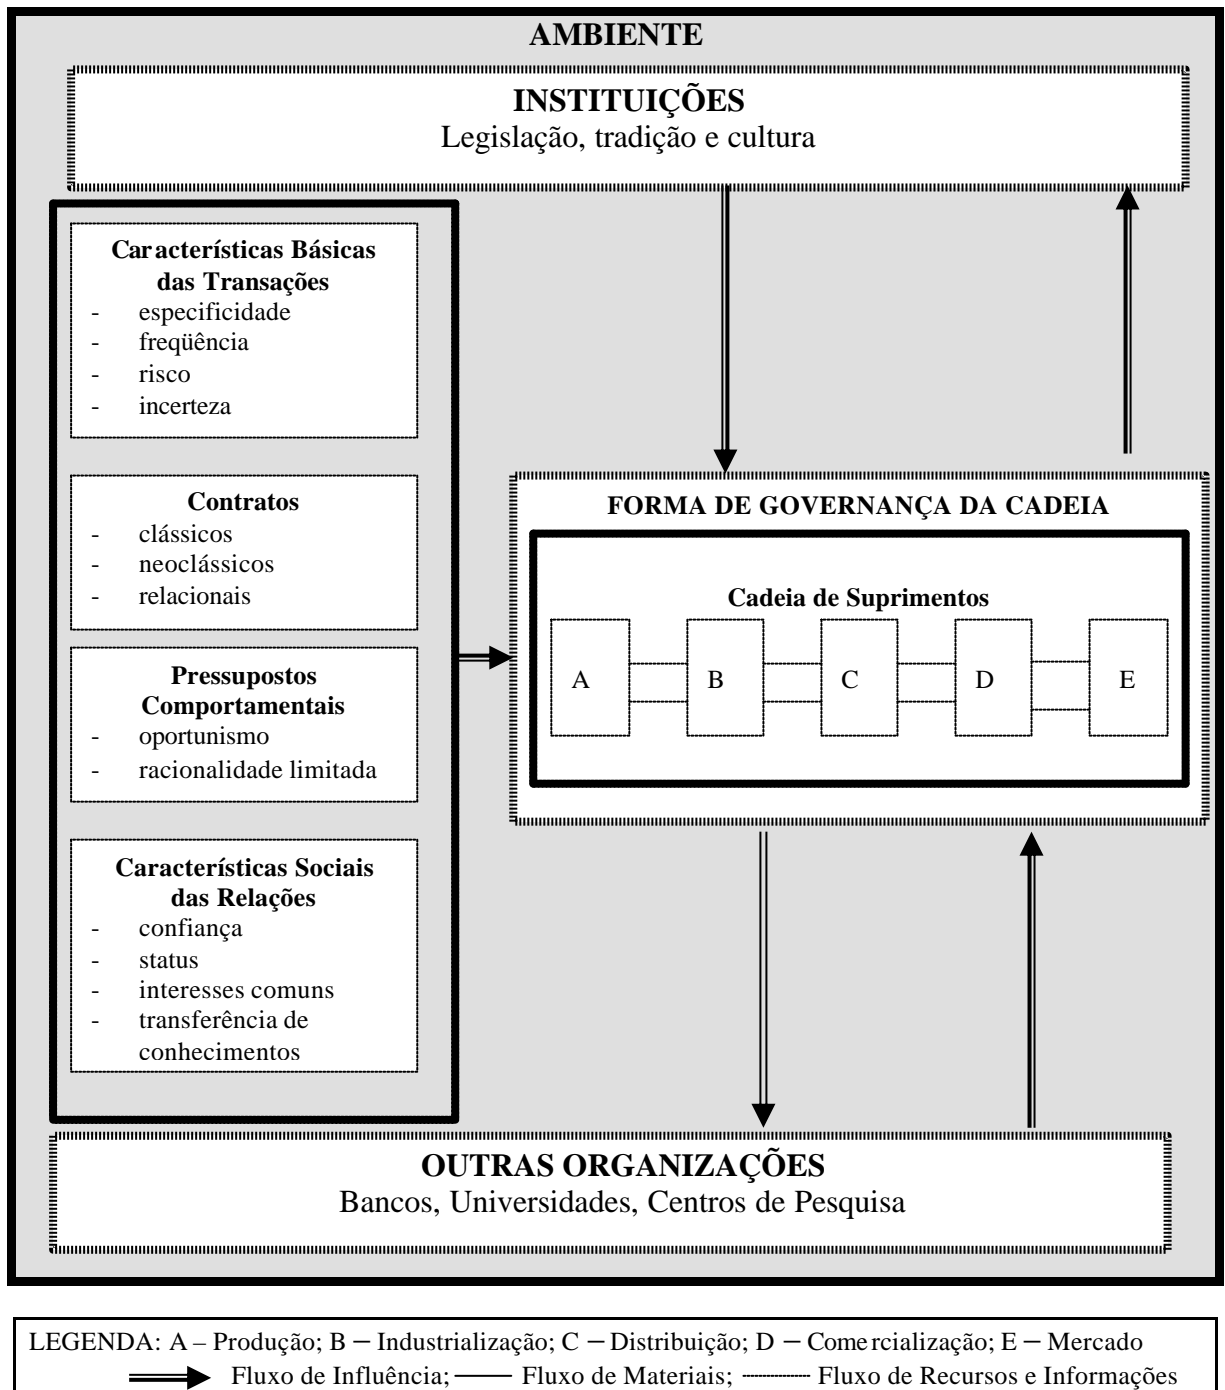 AMBIENTE
INSTITUIÇÕES
Legislação, tradição e cultura
Características Básicas
das Transações
- especificidade
- freqüência
- risco
- incerteza
Contratos
- clássicos
- neoclássicos
- relacionais
Pressupostos
Comportamentais
- oportunismo
- racionalidade limitada
Características Sociais
das Relações
- confiança
- status
- interesses comuns
- transferência de
conhecimentos
FORMA DE GOVERNANÇA DA CADEIA
Cadeia de Suprimentos
A B C D E
OUTRAS ORGANIZAÇÕES
Bancos, Universidades, Centros de Pesquisa
LEGENDA: A – Produção; B – Industrialização; C – Distribuição; D – Comercialização; E – Mercado
Fluxo de Influência; Fluxo de Materiais; Fluxo de Recursos e Informações